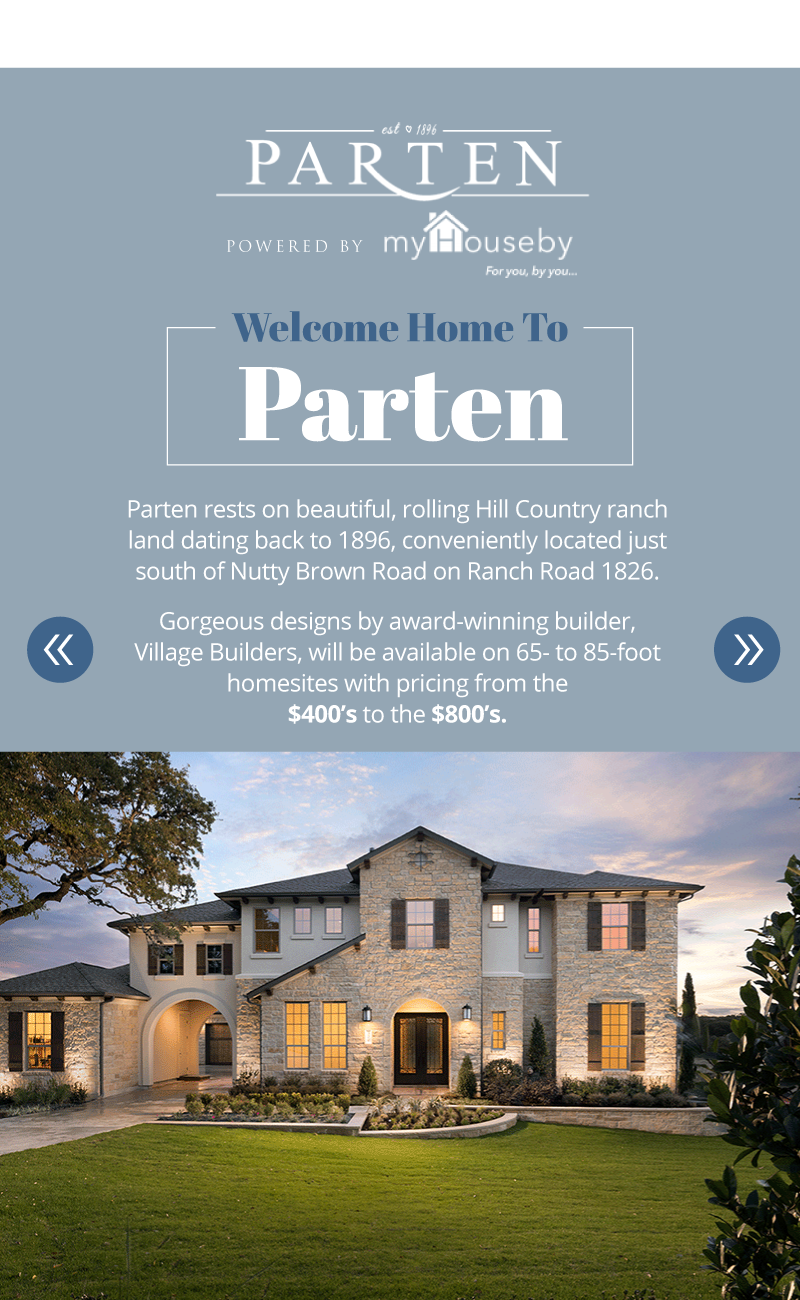 est 1896
PARTEN
POWERED BY myHouseby
For you, by you...
Welcome Home To
Parten
Parten rests on beautiful, rolling Hill Country ranch
land dating back to 1896, conveniently located just
south of Nutty Brown Road on Ranch Road 1826.
Gorgeous designs by award-winning builder,
Village Builders, will be available on 65- to 85-foot
homesites with pricing from the
$400’s to the $800’s.